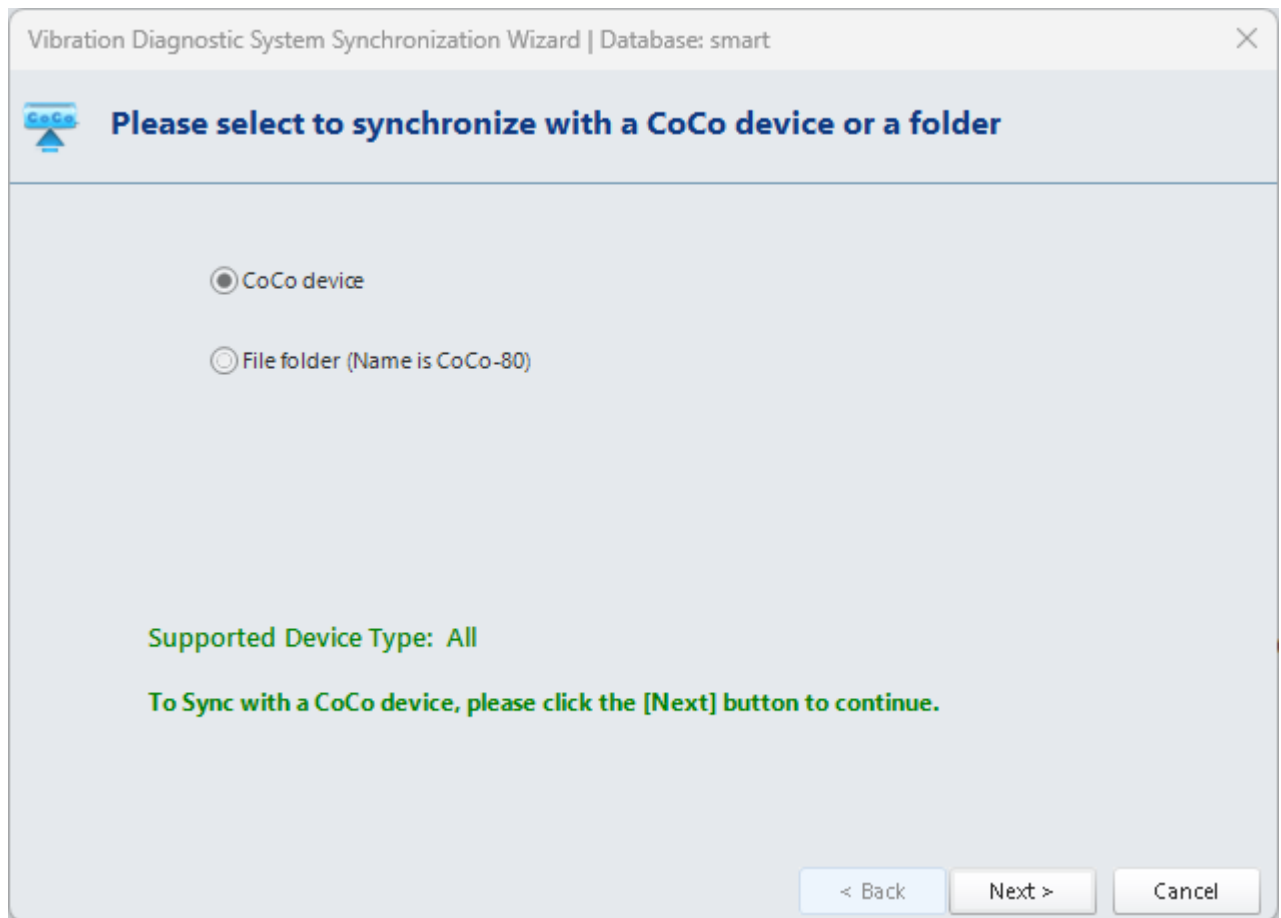 Vibration Diagnostic System Synchronization Wizard | Database: smart
CoCo
Please select to synchronize with a CoCo device or a folder
CoCo device
File folder (Name is CoCo-80)
Supported Device Type: All
To Sync with a CoCo device, please click the [Next] button to continue.
< Back
Next >
Cancel